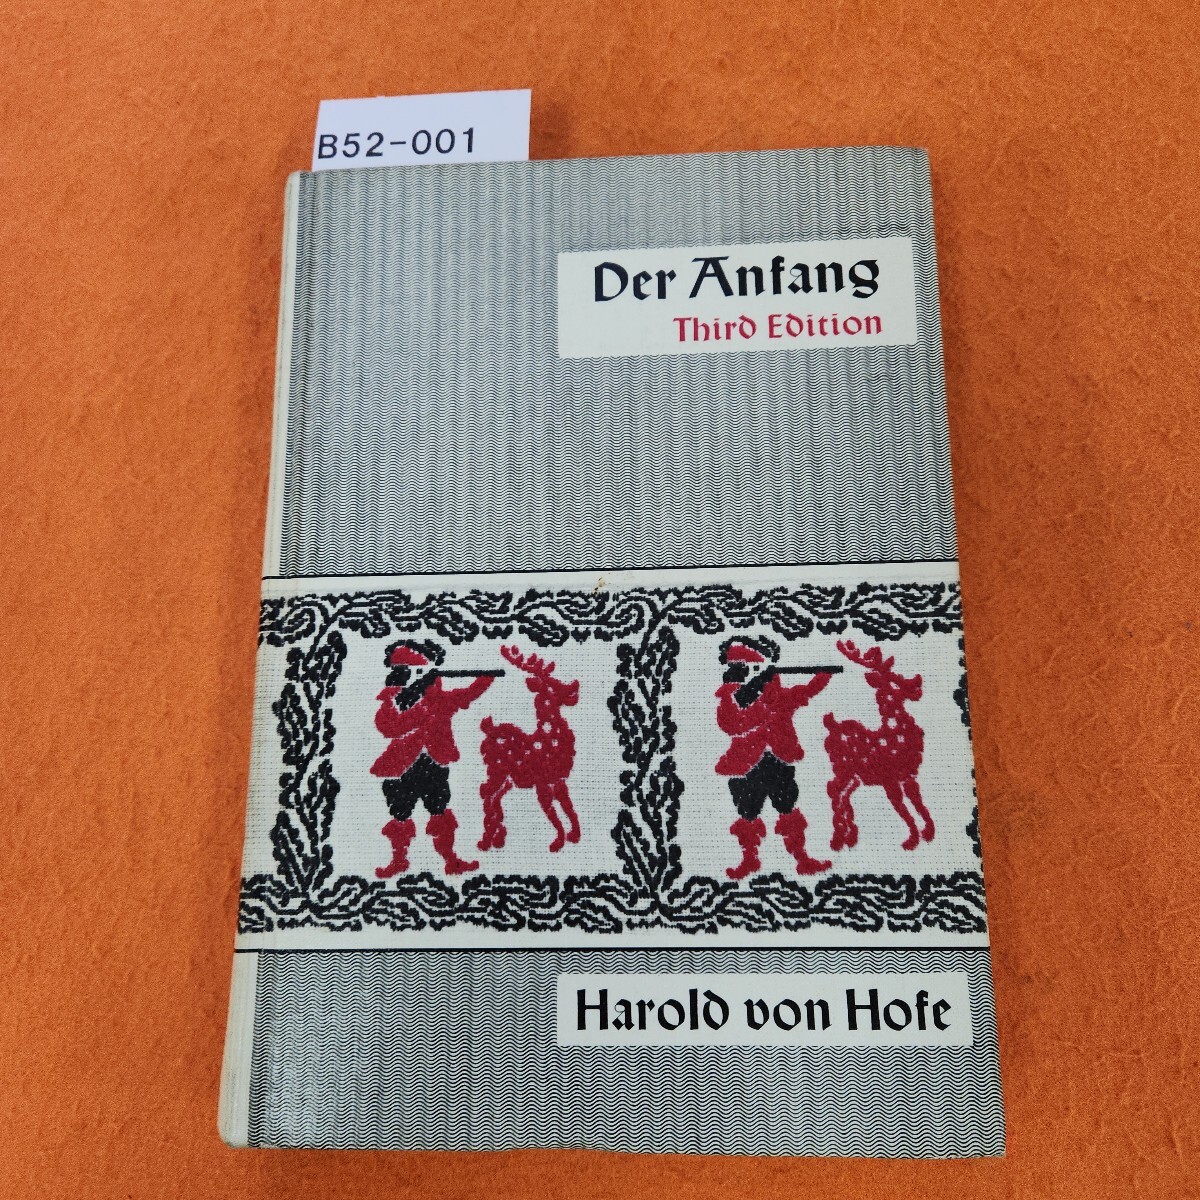 B52-001
Der Anfang
Third Edition
Harold von Hofe